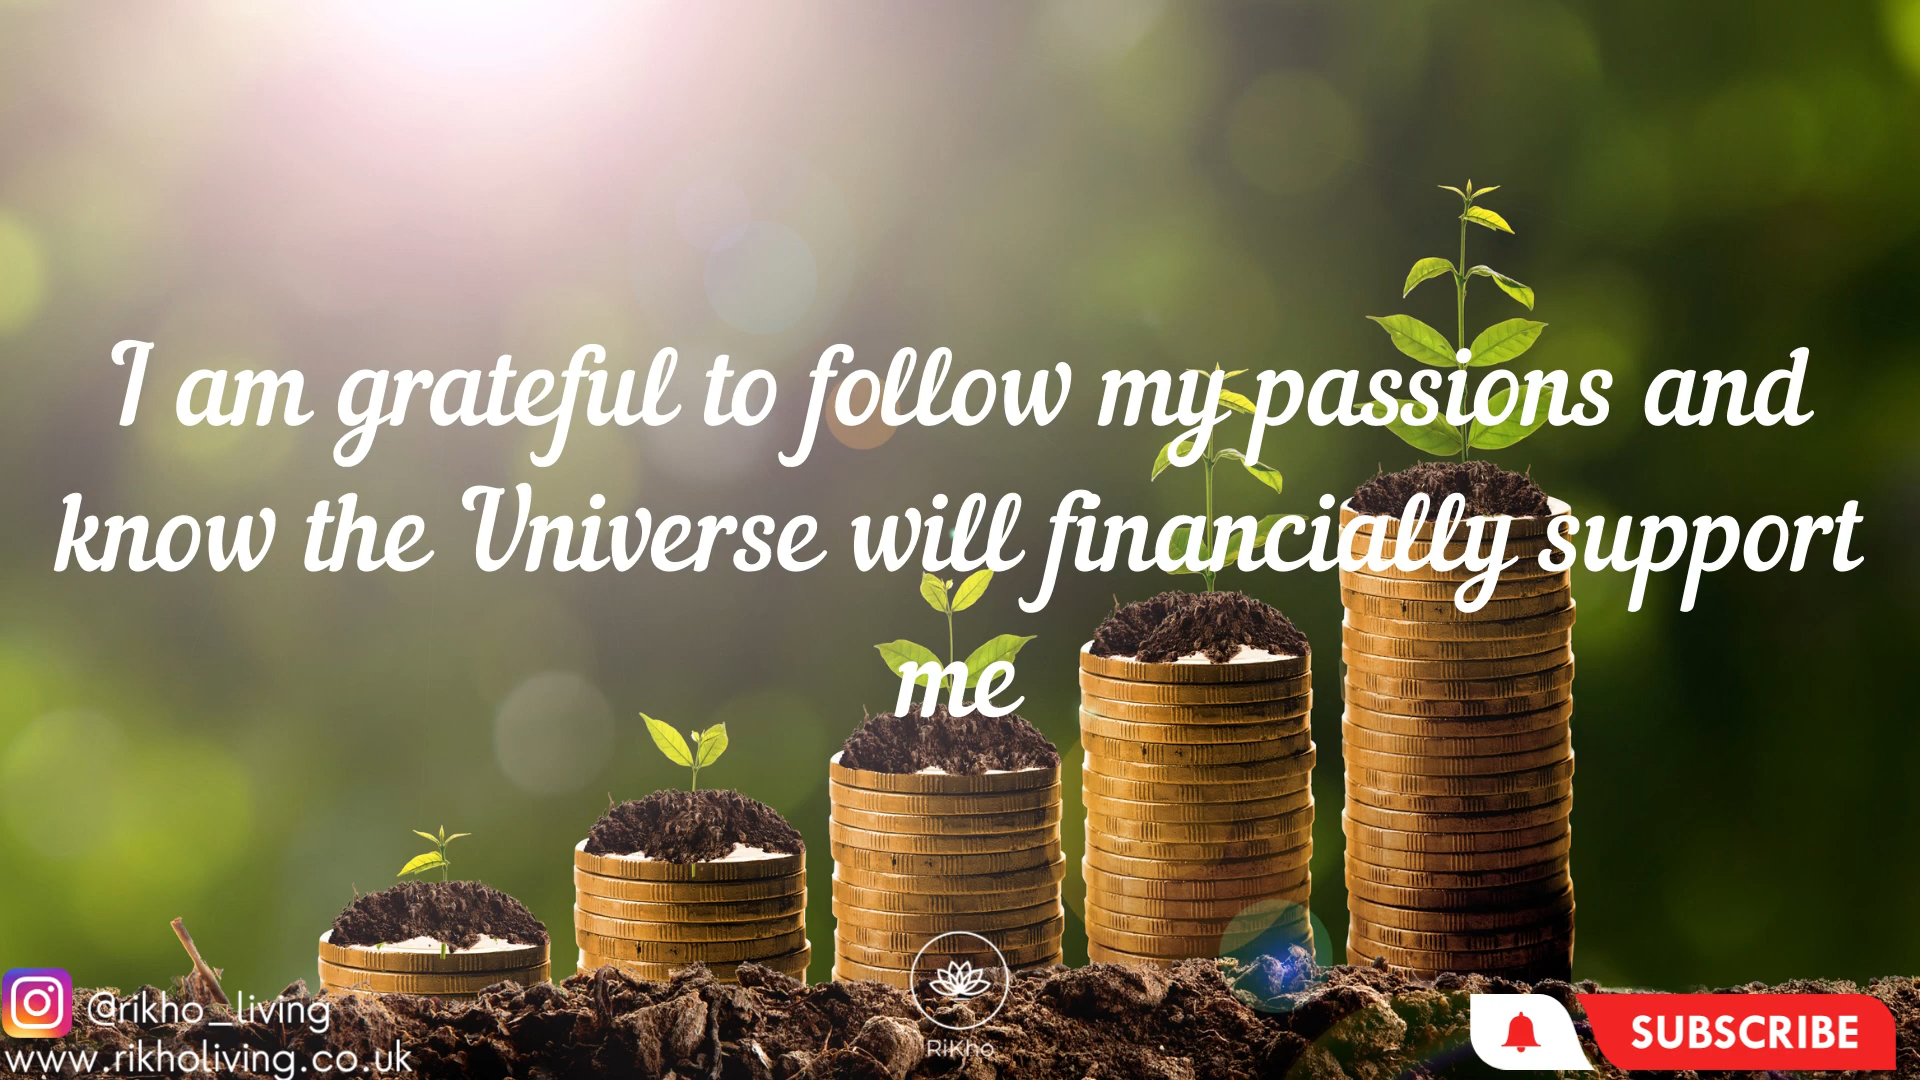 I am grateful to follow my passions and
know the Universe will financially support
me
@rikho_living
www.rikholiving.co.uk
RiKho
SUBSCRIBE